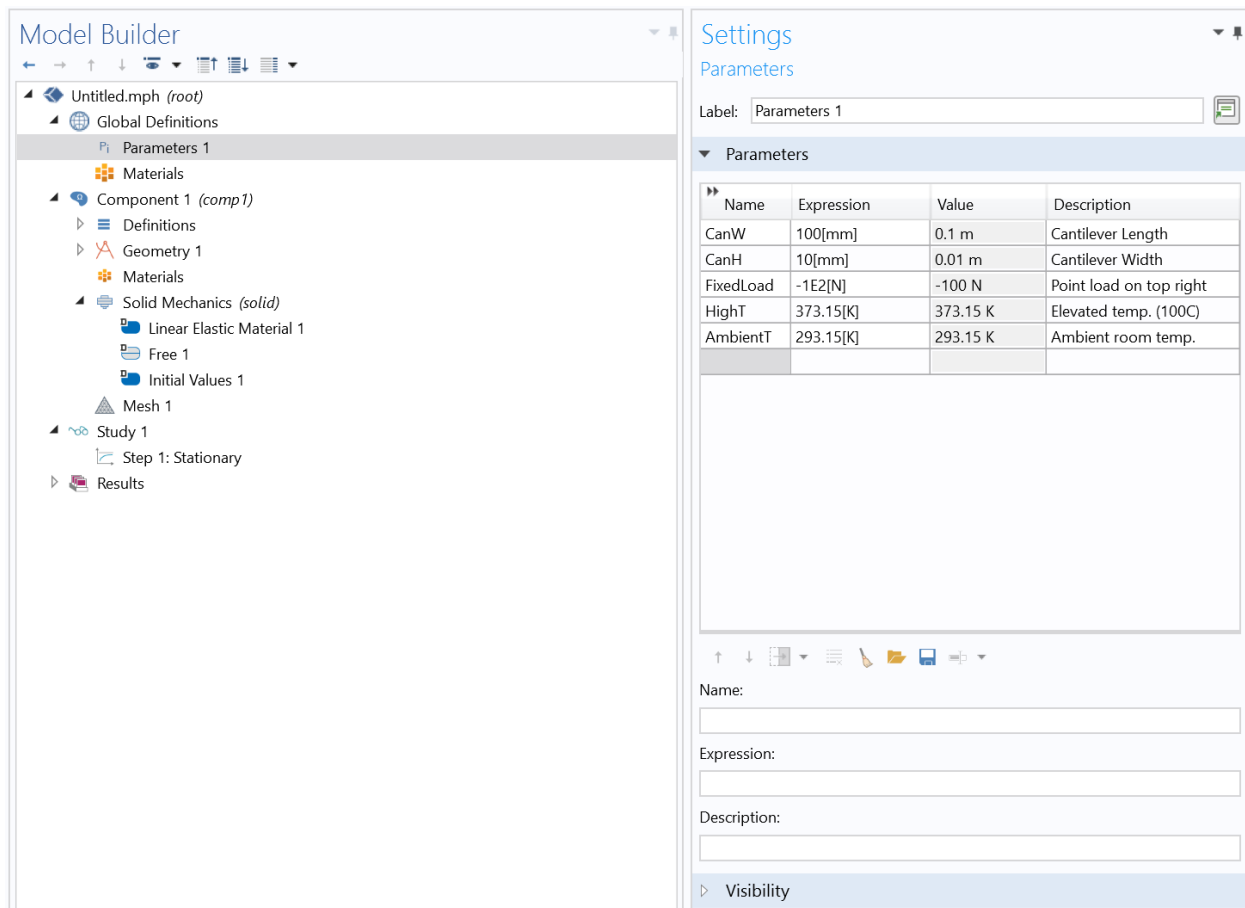 Model Builder
Untitled.mph (root)
Global Definitions
Pi Parameters 1
Materials
Component 1 (comp1)
Definitions
Geometry 1
Materials
Solid Mechanics (solid)
D Linear Elastic Material 1
D Free 1
D Initial Values 1
Mesh 1
Study 1
Step 1: Stationary
Results
Settings
Parameters
Label: Parameters 1
Parameters
Name Expression Value Description
CanW 100[mm] 0.1 m Cantilever Length
CanH 10[mm] 0.01 m Cantilever Width
FixedLoad -1E2[N] -100 N Point load on top right
HighT 373.15[K] 373.15 K Elevated temp. (100C)
AmbientT 293.15[K] 293.15 K Ambient room temp.
Name:
Expression:
Description:
Visibility